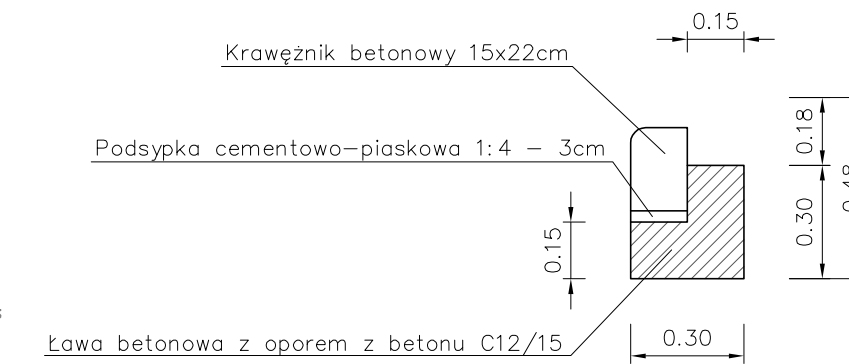 0.15
Krawężnik betonowy 15x22cm
0.18
Podsypka cementowo-piaskowa 1:4 - 3cm
0.30
0.15
0.30
Ława betonowa z oporem z betonu C12/15